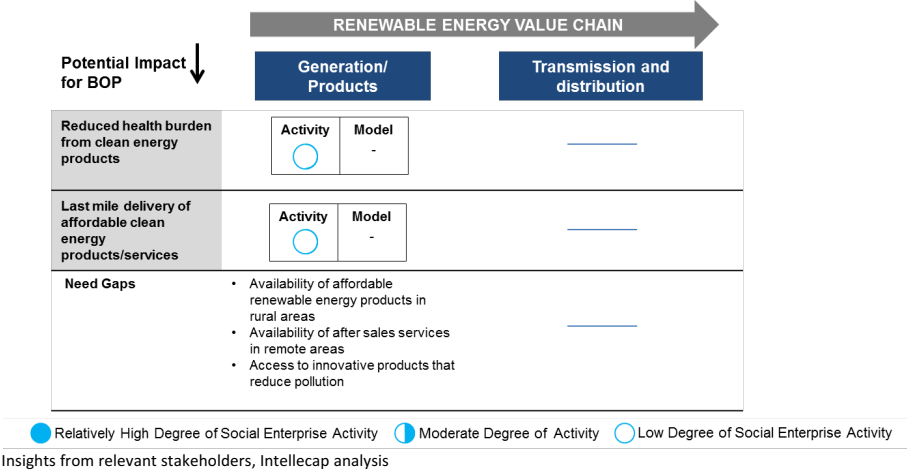 RENEWABLE ENERGY VALUE CHAIN
Potential Impact
for BOP
Generation/
Products
Transmission and
distribution
Reduced health burden
from clean energy
products
Activity
Model
-
Last mile delivery of
affordable clean
energy
products/services
Activity
Model
-
Need Gaps
• Availability of affordable
renewable energy products in
rural areas
• Availability of after sales services
in remote areas
• Access to innovative products that
reduce pollution
Relatively High Degree of Social Enterprise Activity
Moderate Degree of Activity
Low Degree of Social Enterprise Activity
Insights from relevant stakeholders, Intellecap analysis